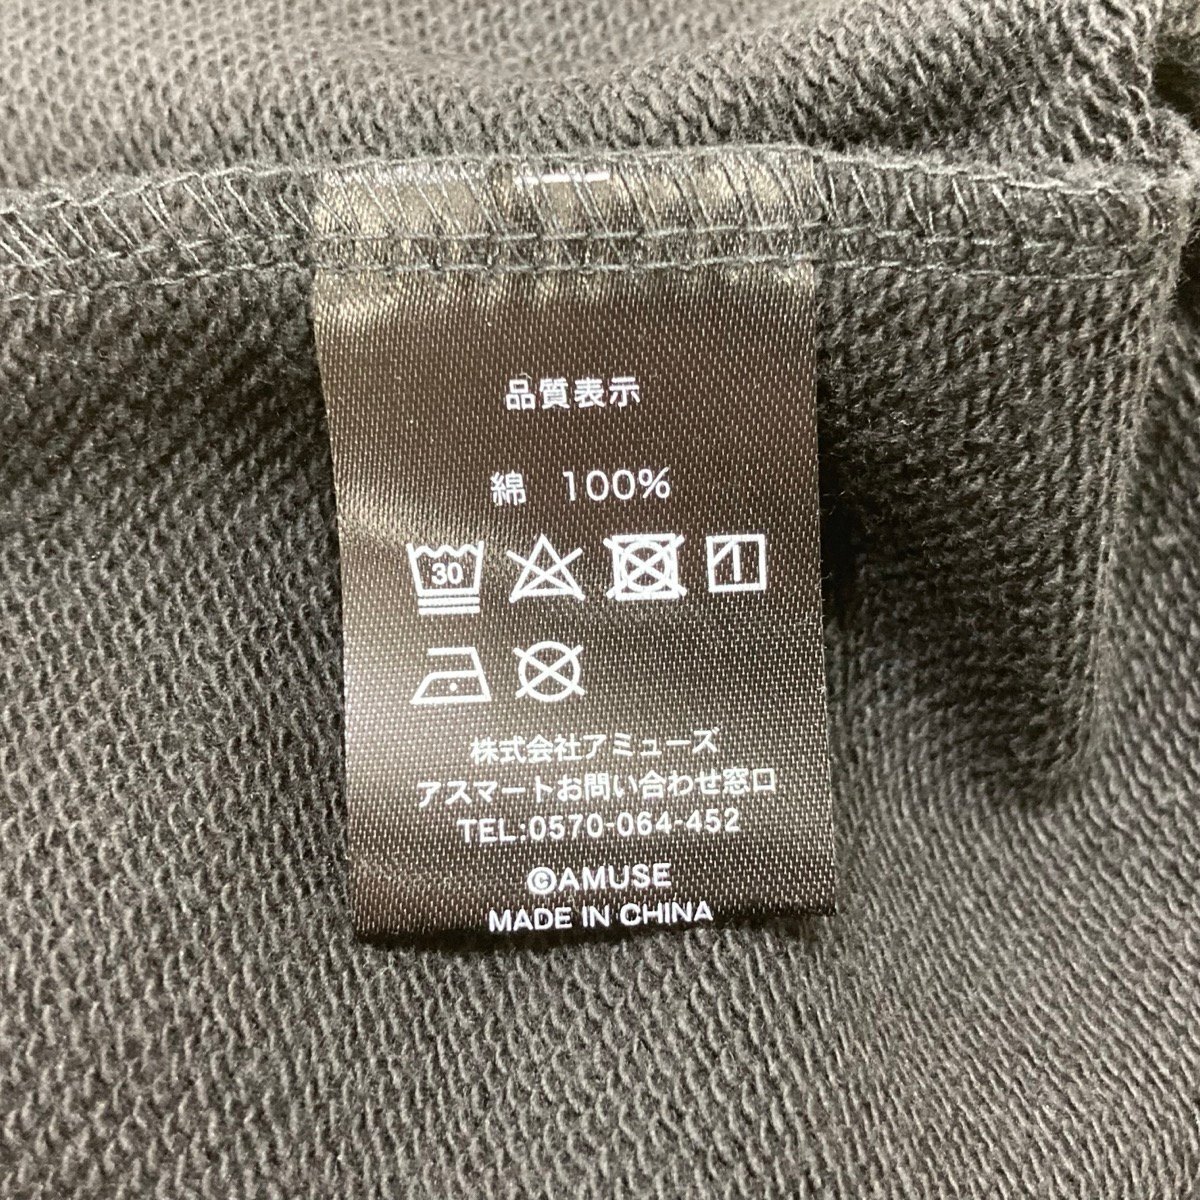 品質表示
綿 100%
30
株式会社アミューズ
アスマートお問い合わせ窓口
TEL:0570-064-452
©AMUSE
MADE IN CHINA